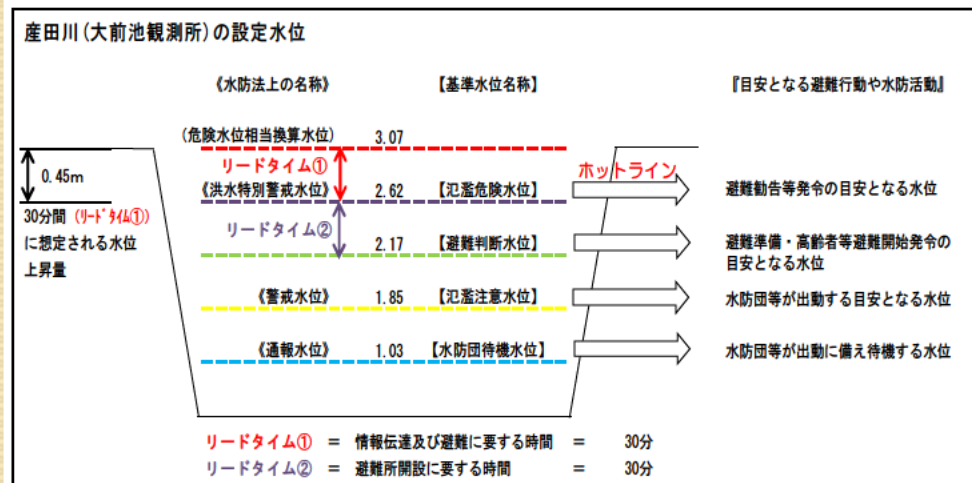 産田川(大前池観測所)の設定水位
《水防法上の名称》 【基準水位名称】 『目安となる避難行動や水防活動』
(危険水位相当換算水位) 3.07
リードタイム① ホットライン
0.45m
《洪水特別警戒水位》 2.62 【氾濫危険水位】 避難勧告等発令の目安となる水位
30分間(リードタイム①)
に想定される水位
上昇量
リードタイム②
2.17 【避難判断水位】 避難準備・高齢者等避難開始発令の
目安となる水位
《警戒水位》 1.85 【氾濫注意水位】 水防団等が出動する目安となる水位
《通報水位》 1.03 【水防団待機水位】 水防団等が出動に備え待機する水位
リードタイム① = 情報伝達及び避難に要する時間 = 30分
リードタイム② = 避難所開設に要する時間 = 30分